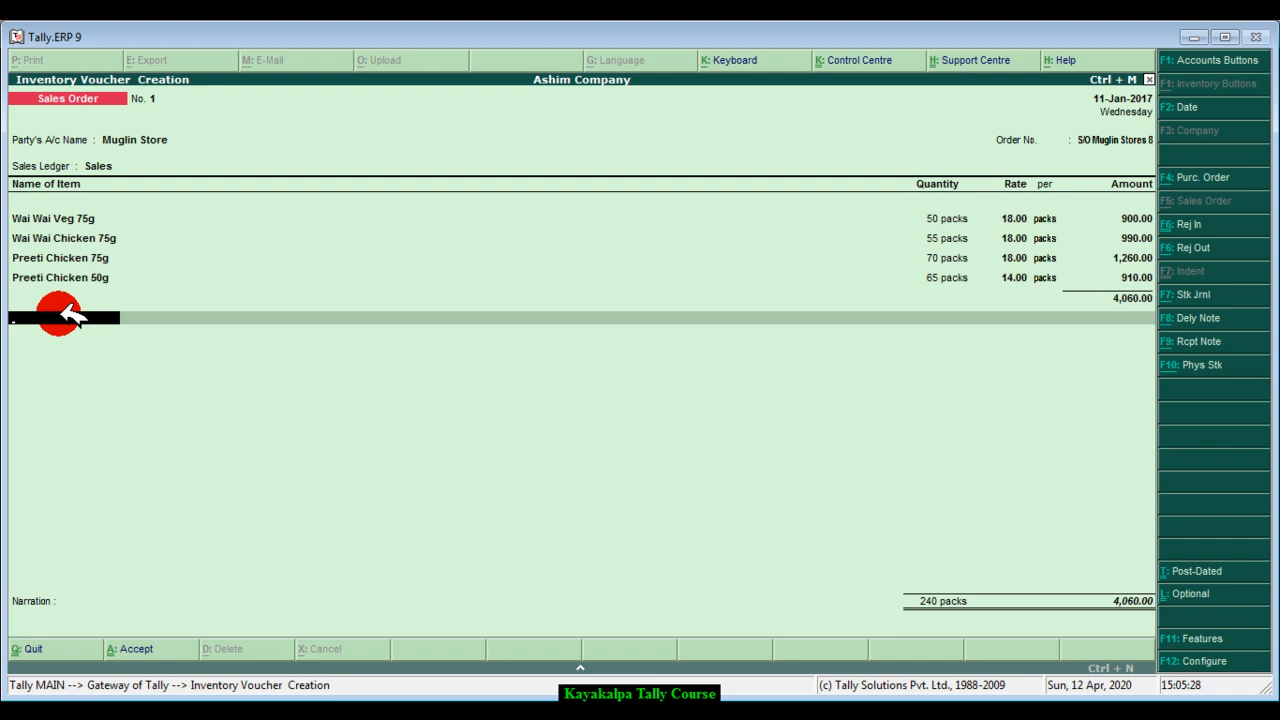 Tally.ERP 9
P: Print E: Export M: E-Mail O: Upload G: Language K: Keyboard K: Control Centre H: Support Centre H: Help
Inventory Voucher Creation Ashim Company Ctrl + M
Sales Order No. 1 11-Jan-2017
Wednesday
Party's A/c Name : Muglin Store Order No. : S/O Muglin Stores 8
Sales Ledger : Sales
Name of Item Quantity Rate per Amount
Wai Wai Veg 75g 50 packs 18.00 packs 900.00
Wai Wai Chicken 75g 55 packs 18.00 packs 990.00
Preeti Chicken 75g 70 packs 18.00 packs 1,260.00
Preeti Chicken 50g 65 packs 14.00 packs 910.00
4,060.00
Narration : 240 packs 4,060.00
F1: Accounts Buttons
F1: Inventory Buttons
F2: Date
F3: Company
F4: Purc. Order
F5: Sales Order
F6: Rej In
F6: Rej Out
F7: Indent
F7: Stk Jrnl
F8: Dely Note
F9: Rcpt Note
F10: Phys Stk
T: Post-Dated
L: Optional
F11: Features
F12: Configure
Q: Quit A: Accept D: Delete X: Cancel
Ctrl + N
Tally MAIN --> Gateway of Tally --> Inventory Voucher Creation (c) Tally Solutions Pvt. Ltd., 1988-2009 Sun, 12 Apr, 2020 15:05:28
Kayakalpa Tally Course